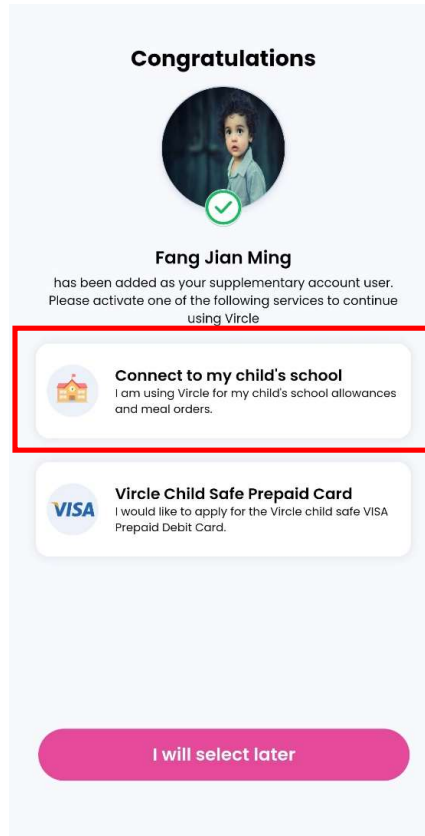 Congratulations
Fang Jian Ming
has been added as your supplementary account user.
Please activate one of the following services to continue
using Vircle
Connect to my child's school
I am using Vircle for my child's school allowances
and meal orders.
VISA
Vircle Child Safe Prepaid Card
I would like to apply for the Vircle child safe VISA
Prepaid Debit Card.
I will select later